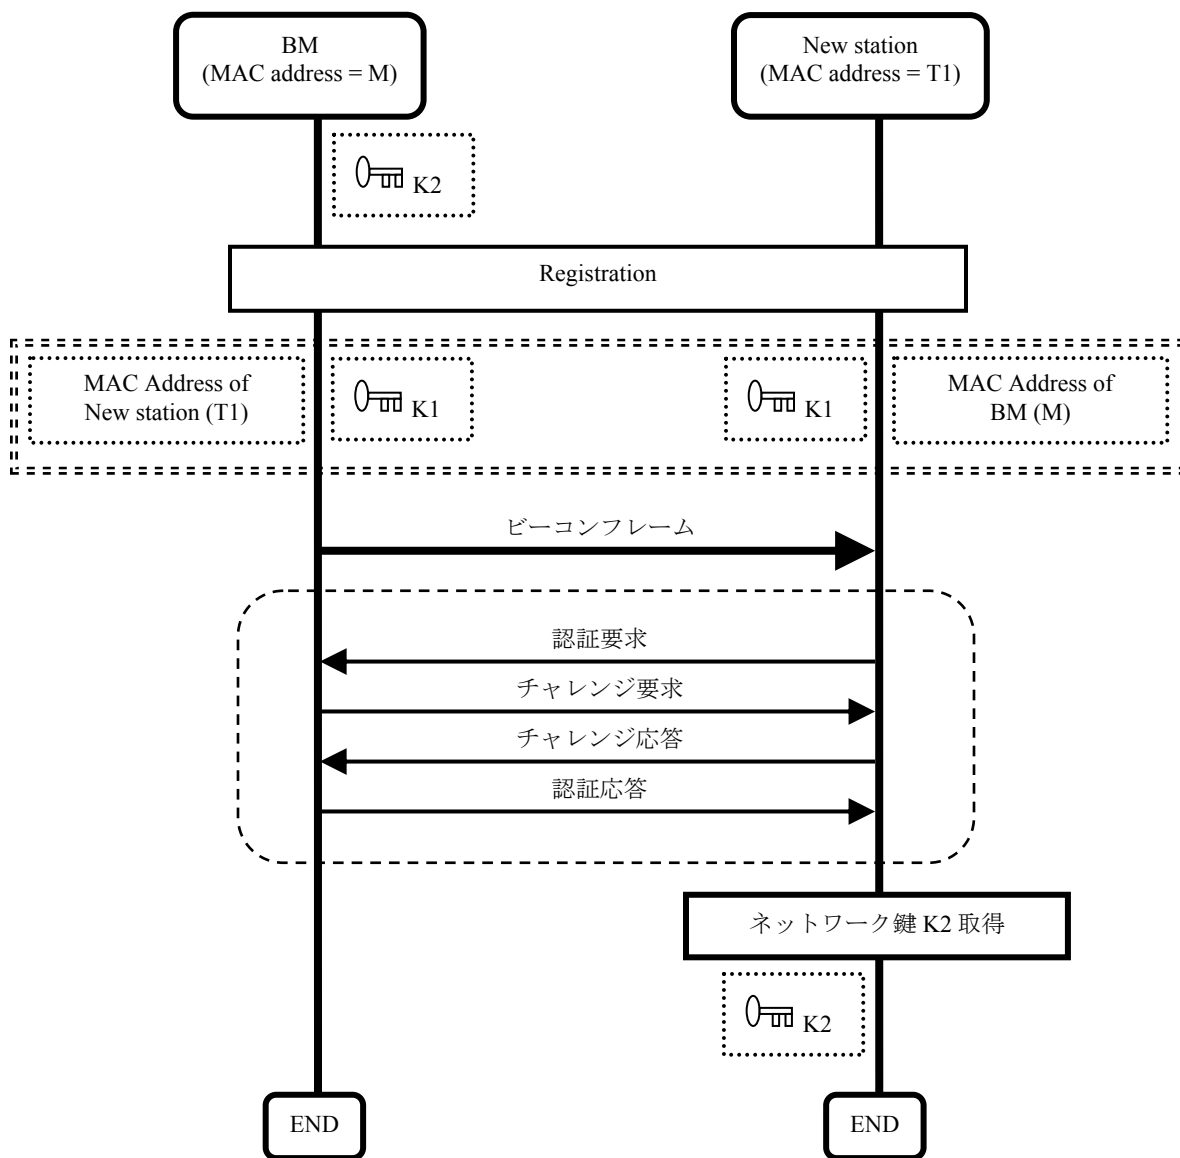 BM
(MAC address = M)
New station
(MAC address = T1)
K2
Registration
MAC Address of
New station (T1)
K1
K1
MAC Address of
BM (M)
ビーコンフレーム
認証要求
チャレンジ要求
チャレンジ応答
認証応答
ネットワーク鍵 K2 取得
K2
END
END